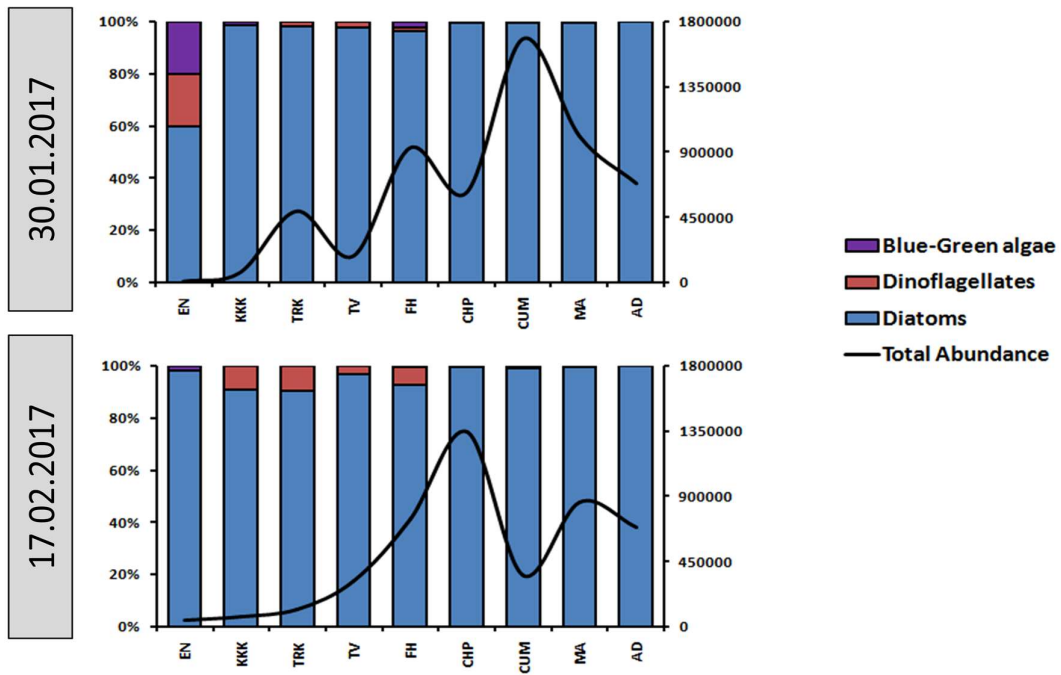 30.01.2017
100%
80%
60%
40%
20%
0%
1800000
1350000
900000
450000
0
EN
KKK
TRK
TV
FH
CHP
CUM
MA
AD
Blue-Green algae
Dinoflagellates
Diatoms
Total Abundance
17.02.2017
100%
80%
60%
40%
20%
0%
1800000
1350000
900000
450000
0
EN
KKK
TRK
TV
FH
CHP
CUM
MA
AD